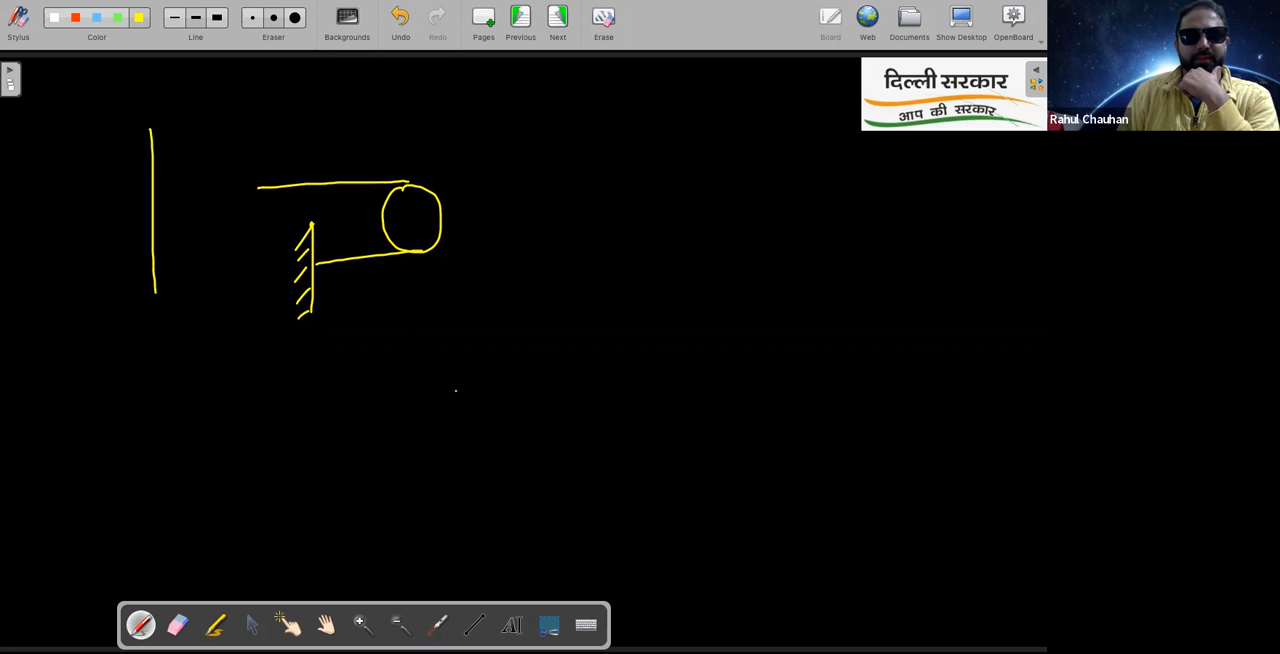 Stylus
Color
Line
Eraser
Backgrounds
Undo
Redo
Pages
Previous
Next
Erase
Board
Web
Documents
Show Desktop
OpenBoard
दिल्ली सरकार
आप की सरकार
Rahul Chauhan
AI